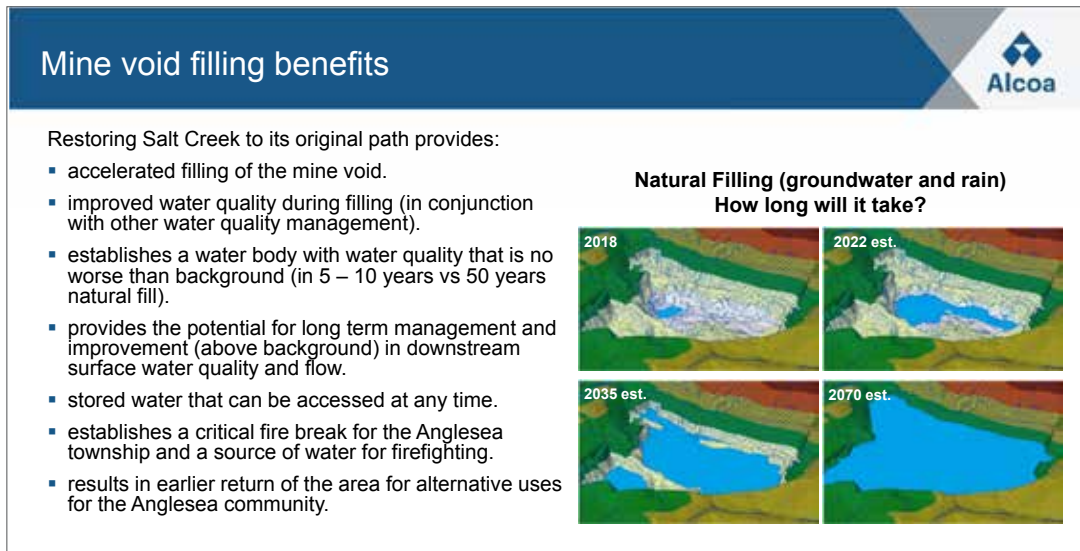 Mine void filling benefits
Alcoa
Restoring Salt Creek to its original path provides:
▪ accelerated filling of the mine void.
▪ improved water quality during filling (in conjunction
with other water quality management).
▪ establishes a water body with water quality that is no
worse than background (in 5 – 10 years vs 50 years
natural fill).
▪ provides the potential for long term management and
improvement (above background) in downstream
surface water quality and flow.
▪ stored water that can be accessed at any time.
▪ establishes a critical fire break for the Anglesea
township and a source of water for firefighting.
▪ results in earlier return of the area for alternative uses
for the Anglesea community.
Natural Filling (groundwater and rain)
How long will it take?
2018
2022 est.
2035 est.
2070 est.